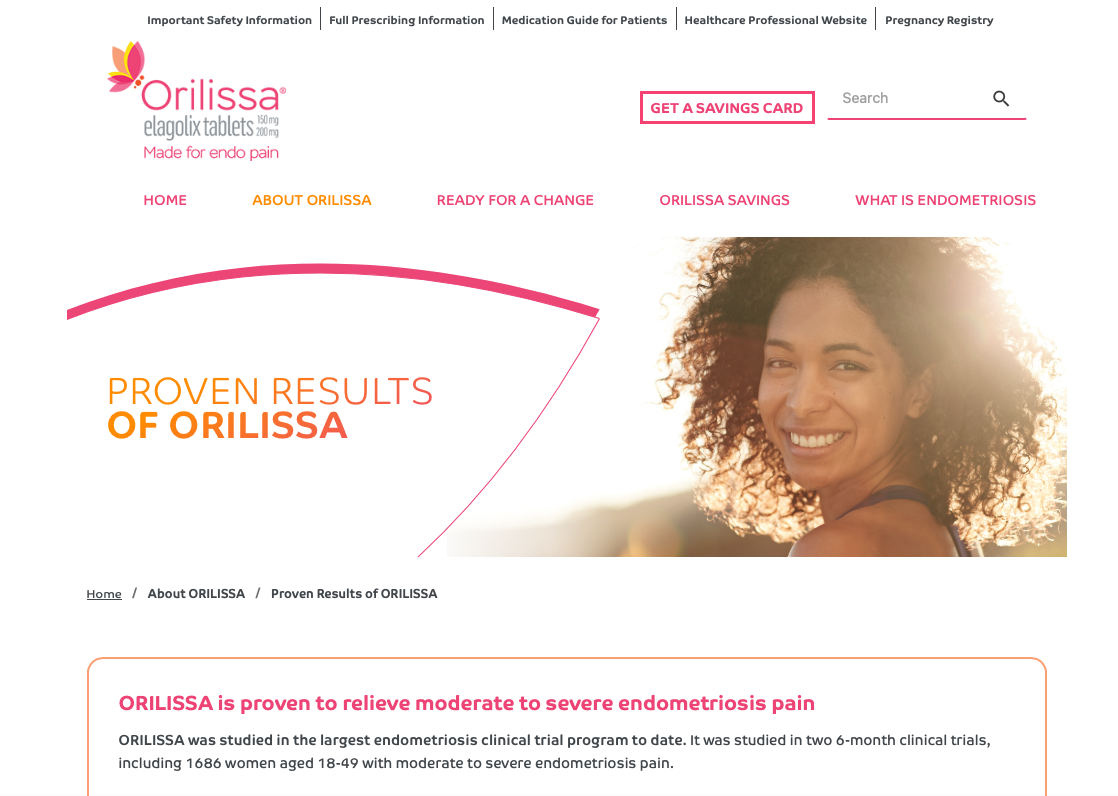 Important Safety Information Full Prescribing Information Medication Guide for Patients Healthcare Professional Website Pregnancy Registry
Orilissa®
elagolix tablets 150 mg 200 mg
Made for endo pain
GET A SAVINGS CARD
Search
HOME ABOUT ORILISSA READY FOR A CHANGE ORILISSA SAVINGS WHAT IS ENDOMETRIOSIS
PROVEN RESULTS
OF ORILISSA
Home / About ORILISSA / Proven Results of ORILISSA
ORILISSA is proven to relieve moderate to severe endometriosis pain
ORILISSA was studied in the largest endometriosis clinical trial program to date. It was studied in two 6-month clinical trials,
including 1686 women aged 18-49 with moderate to severe endometriosis pain.